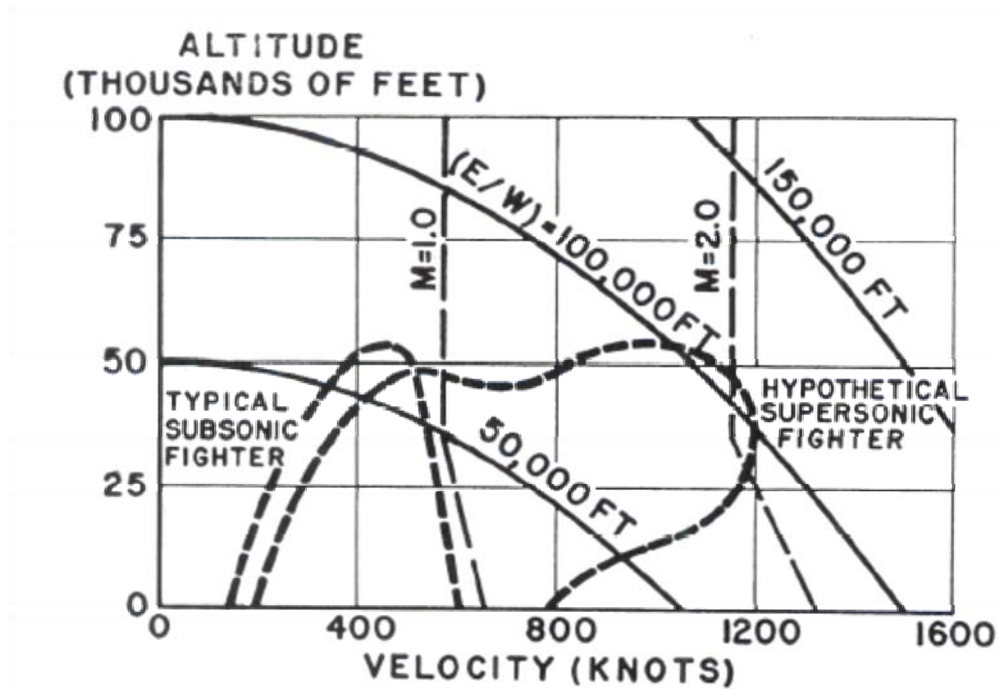 ALTITUDE
(THOUSANDS OF FEET)
100
75
50
25
0
M=1.0
(E/W)=100,000 FT
M=2.0
150,000 FT
50,000 FT
TYPICAL
SUBSONIC
FIGHTER
HYPOTHETICAL
SUPERSONIC
FIGHTER
0 400 800 1200 1600
VELOCITY (KNOTS)